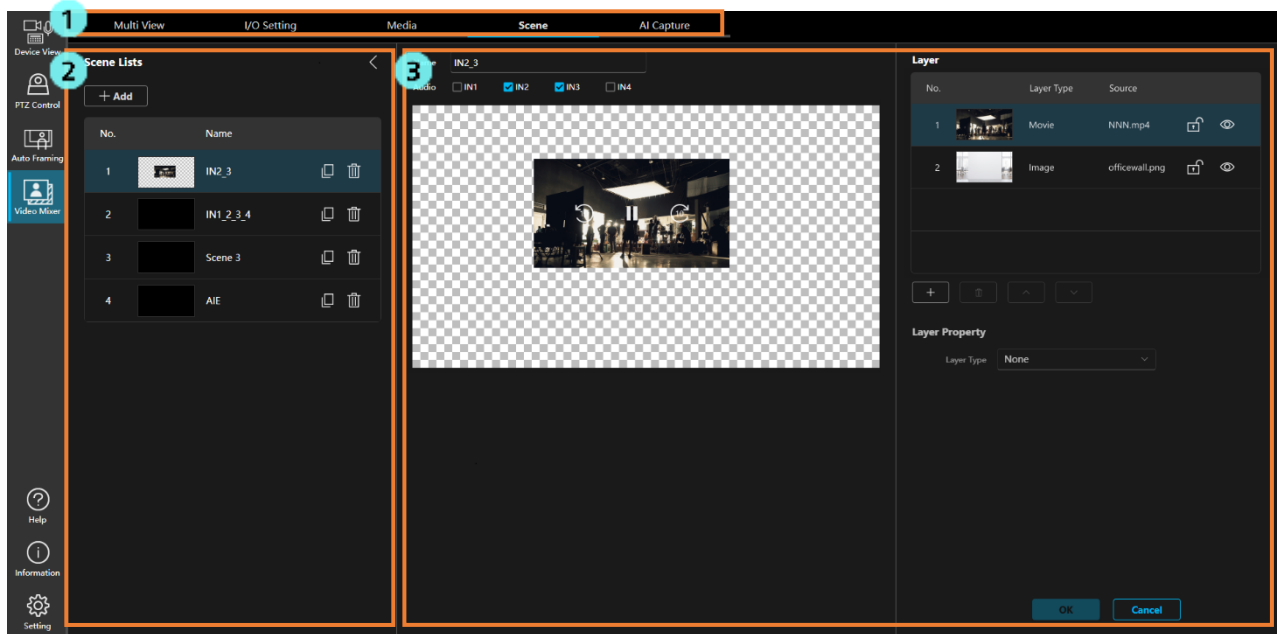 1
Multi View I/O Setting Media Scene AI Capture
Device View
PTZ Control
Auto Framing
Video Mixer
Help
Information
Setting
2
Scene Lists
Add
No. Name
1 IN2_3
2 IN1_2_3_4
3 Scene 3
4 AIE
3
IN2_3
Audio IN1 IN2 IN3 IN4
10
Layer
No. Layer Type Source
1 Movie NNN.mp4
2 Image officewall.png
Layer Property
Layer Type None
OK Cancel